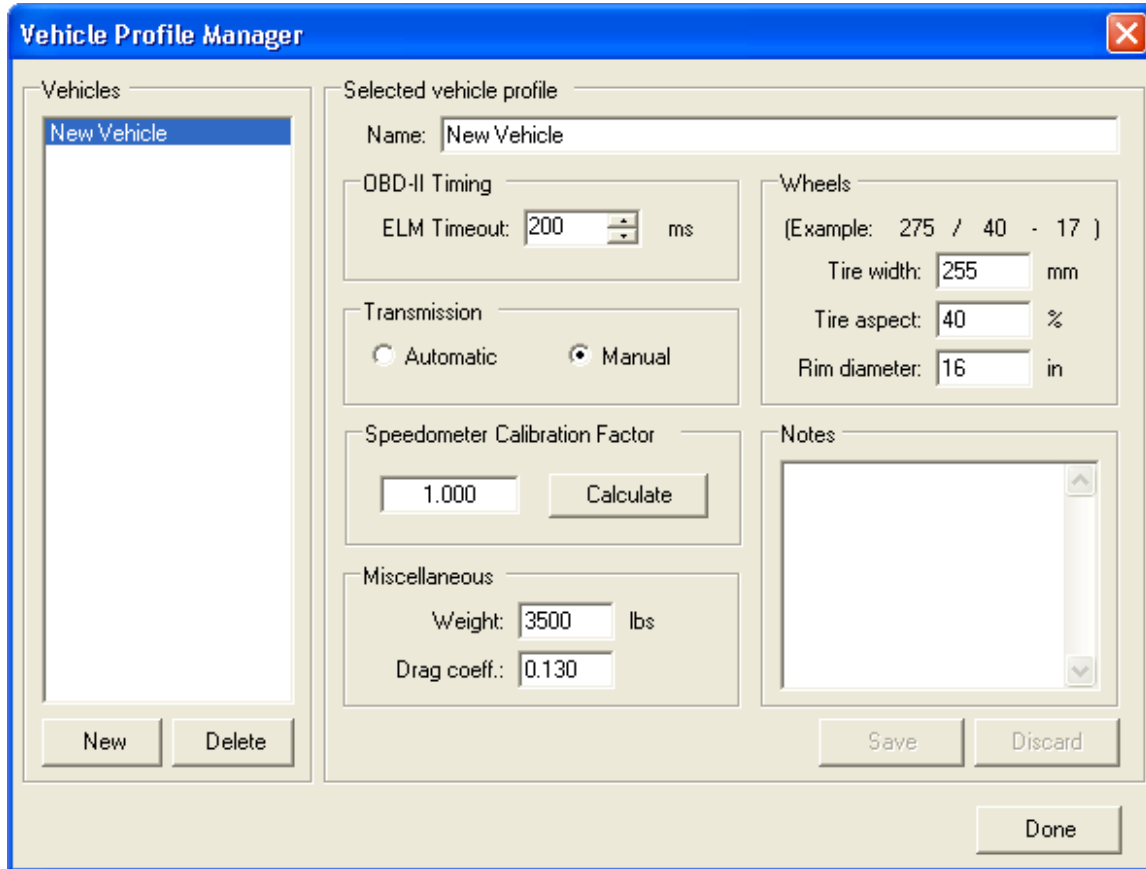 Vehicle Profile Manager
Vehicles
New Vehicle
New
Delete
Selected vehicle profile
Name: New Vehicle
OBD-II Timing
ELM Timeout: 200 ms
Transmission
Automatic
Manual
Speedometer Calibration Factor
1.000
Calculate
Miscellaneous
Weight: 3500 lbs
Drag coeff.: 0.130
Wheels
(Example: 275 / 40 - 17 )
Tire width: 255 mm
Tire aspect: 40 %
Rim diameter: 16 in
Notes
Save
Discard
Done